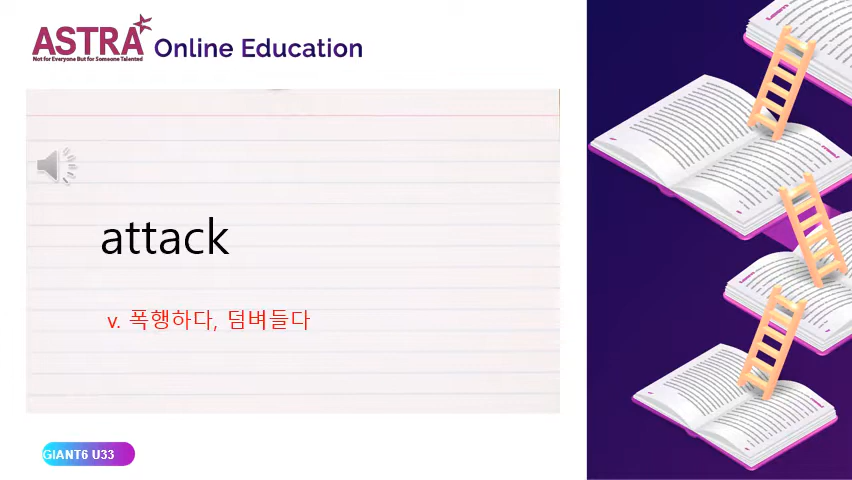 ASTRA
Not for Everyone But for Someone Talented
Online Education
attack
v. 폭행하다, 덤벼들다
GIANT6 U33